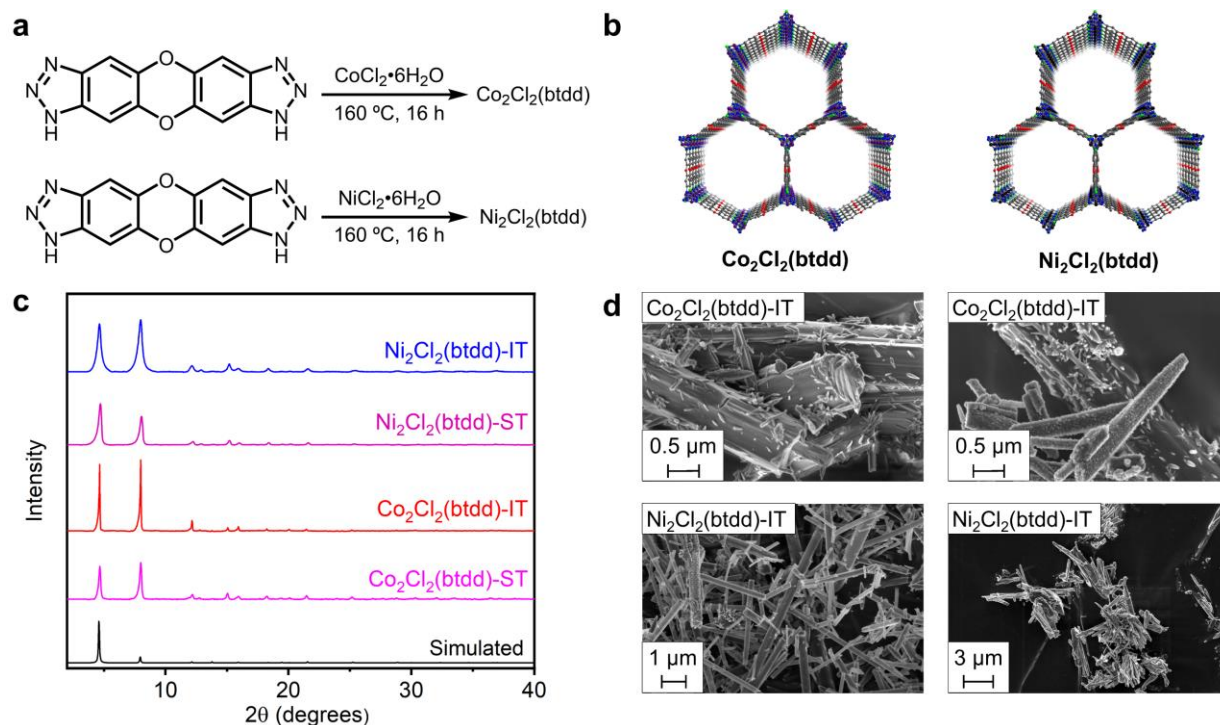 a
N
N
N
H
O
O
N
N
N
H
CoCl₂•6H₂O
160 ºC, 16 h
Co₂Cl₂(btdd)
N
N
N
H
O
O
N
N
N
H
NiCl₂•6H₂O
160 ºC, 16 h
Ni₂Cl₂(btdd)
b
Co₂Cl₂(btdd)
Ni₂Cl₂(btdd)
c
Intensity
Ni₂Cl₂(btdd)-IT
Ni₂Cl₂(btdd)-ST
Co₂Cl₂(btdd)-IT
Co₂Cl₂(btdd)-ST
Simulated
10 20 30 40
2θ (degrees)
d
Co₂Cl₂(btdd)-IT
0.5 µm
Co₂Cl₂(btdd)-IT
0.5 µm
Ni₂Cl₂(btdd)-IT
1 µm
Ni₂Cl₂(btdd)-IT
3 µm